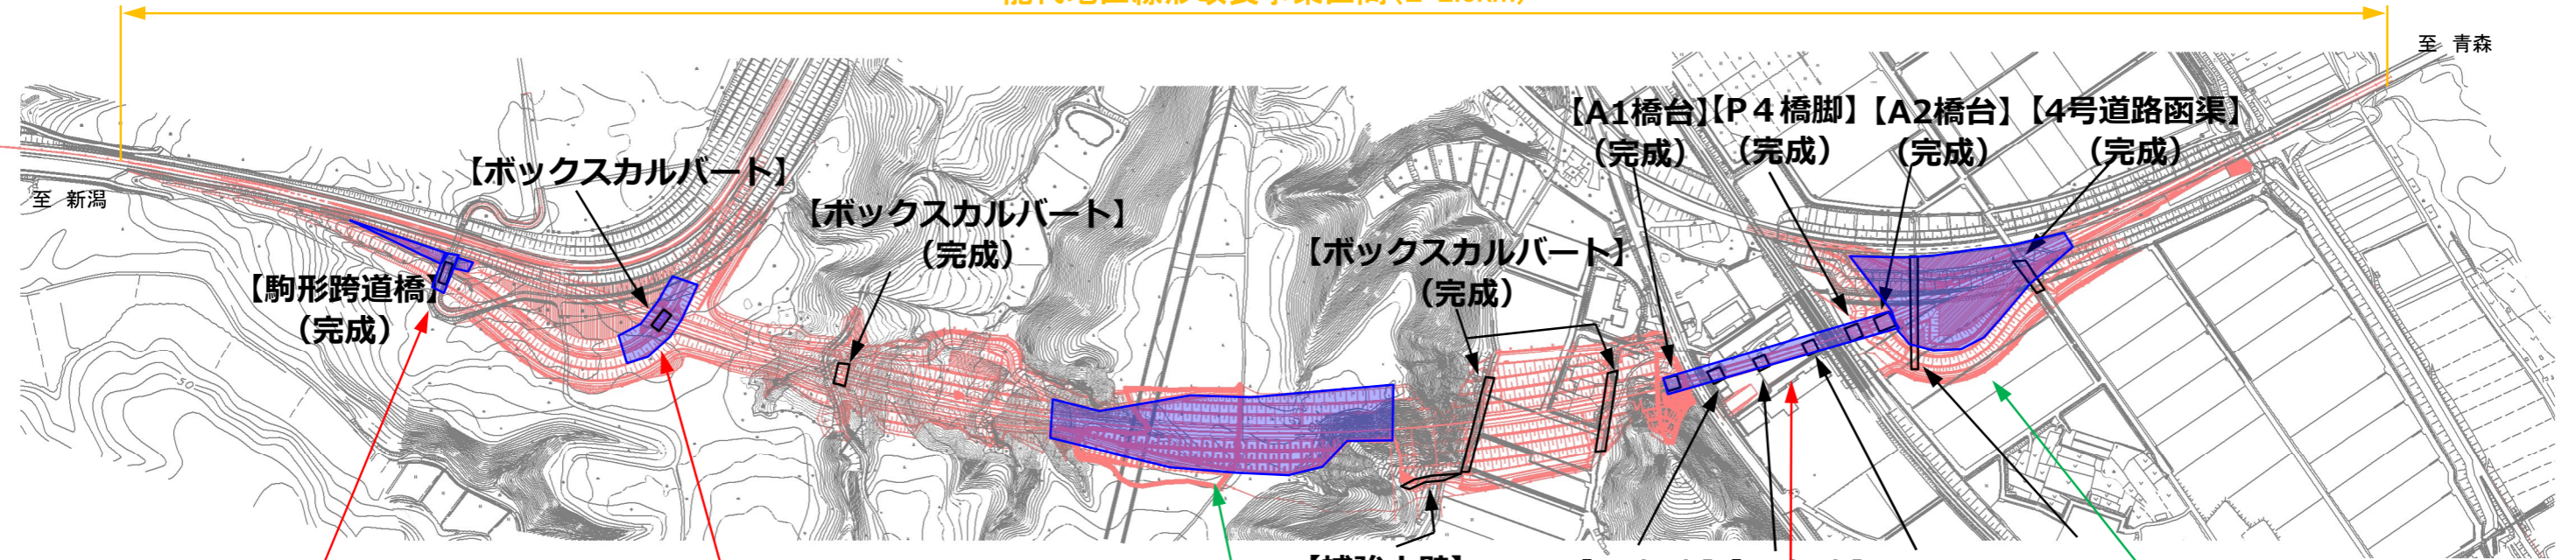 至 青森
【A1橋台】【P4橋脚】【A2橋台】【4号道路函渠】
（完成）（完成）（完成）（完成）
【ボックスカルバート】
至 新潟
【ボックスカルバート】
（完成）
【ボックスカルバート】
（完成）
【駒形跨道橋】
（完成）
50